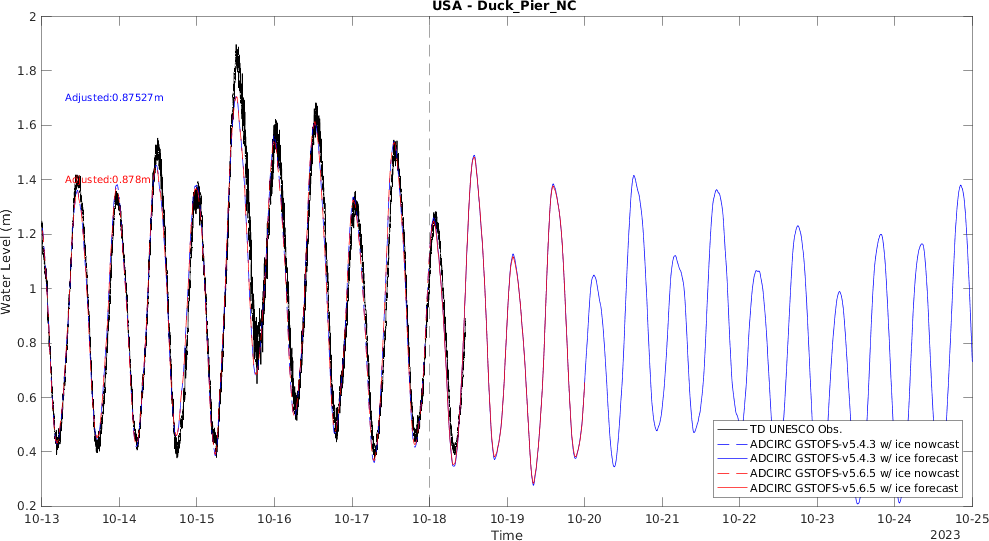 USA - Duck_Pier_NC
2
1.8
1.6
1.4
1.2
1
0.8
0.6
0.4
0.2
Water Level (m)
Adjusted:0.87527m
Adjusted:0.878m
TD UNESCO Obs.
ADCIRC GSTOFS-v5.4.3 w/ ice nowcast
ADCIRC GSTOFS-v5.4.3 w/ ice forecast
ADCIRC GSTOFS-v5.6.5 w/ ice nowcast
ADCIRC GSTOFS-v5.6.5 w/ ice forecast
10-13 10-14 10-15 10-16 10-17 10-18 10-19 10-20 10-21 10-22 10-23 10-24 10-25
Time
2023